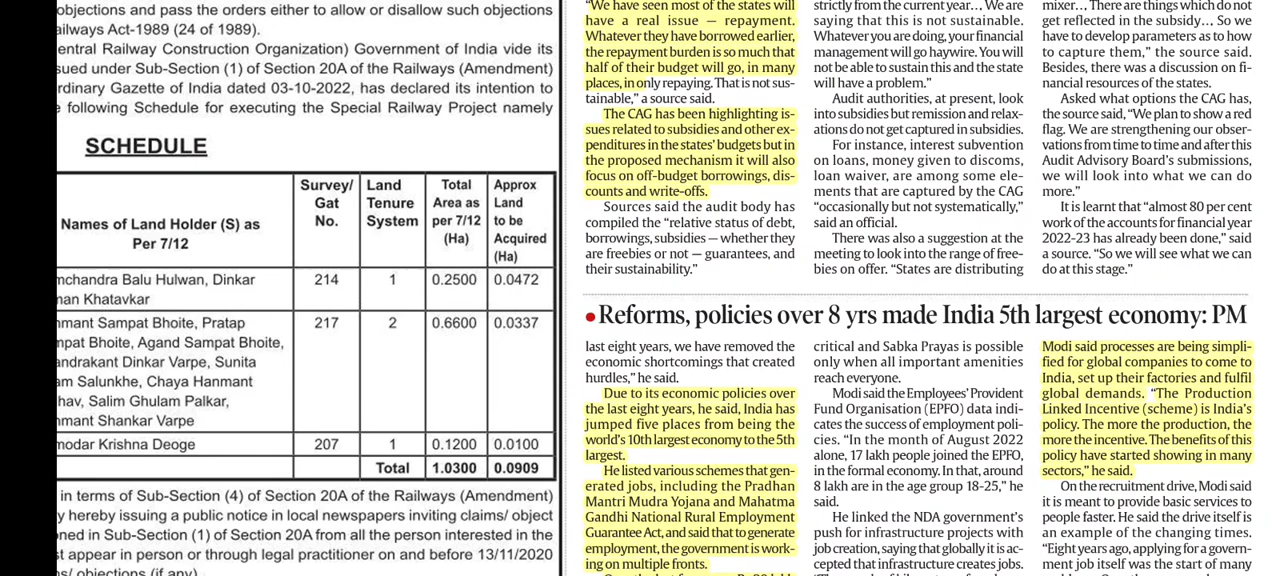 objections and pass the orders either to allow or disallow such objections
ailways Act-1989 (24 of 1989).
entral Railway Construction Organization) Government of India vide its
sued under Sub-Section (1) of Section 20A of the Railways (Amendment)
rdinary Gazette of India dated 03-10-2022, has declared its intention to
following Schedule for executing the Special Railway Project namely
SCHEDULE
Names of Land Holder (S) as
Per 7/12
Survey/
Gat
No.
Land
Tenure
System
Total
Area as
per 7/12
(Ha)
Approx
Land
to be
Acquired
(Ha)
mchandra Balu Hulwan, Dinkar
man Khatavkar
214
1
0.2500
0.0472
nmant Sampat Bhoite, Pratap
mpat Bhoite, Agand Sampat Bhoite,
andrakant Dinkar Varpe, Sunita
am Salunkhe, Chaya Hanmant
hav, Salim Ghulam Palkar,
nmant Shankar Varpe
217
2
0.6600
0.0337
modar Krishna Deoge
207
1
0.1200
0.0100
Total
1.0300
0.0909
in terms of Sub-Section (4) of Section 20A of the Railways (Amendment)
y hereby issuing a public notice in local newspapers inviting claims/ object
oned in Sub-Section (1) of Section 20A from all the person interested in the
st appear in person or through legal practitioner on and before 13/11/2020
ns/ objections (if any)
"We have seen most of the states will
have a real issue — repayment.
Whatever they have borrowed earlier,
the repayment burden is so much that
half of their budget will go, in many
places, in only repaying. That is not sus-
tainable," a source said.
The CAG has been highlighting is-
sues related to subsidies and other ex-
penditures in the states' budgets but in
the proposed mechanism it will also
focus on off-budget borrowings, dis-
counts and write-offs.
Sources said the audit body has
compiled the "relative status of debt,
borrowings, subsidies — whether they
are freebies or not — guarantees, and
their sustainability."
strictly from the current year... We are
saying that this is not sustainable.
Whatever you are doing, your financial
management will go haywire. You will
not be able to sustain this and the state
will have a problem."
Audit authorities, at present, look
into subsidies but remission and relax-
ations do not get captured in subsidies.
For instance, interest subvention
on loans, money given to discoms,
loan waiver, are among some ele-
ments that are captured by the CAG
"occasionally but not systematically,"
said an official.
There was also a suggestion at the
meeting to look into the range of free-
bies on offer. "States are distributing
mixer... There are things which do not
get reflected in the subsidy... So we
have to develop parameters as to how
to capture them," the source said.
Besides, there was a discussion on fi-
nancial resources of the states.
Asked what options the CAG has,
the source said, "We plan to show a red
flag. We are strengthening our obser-
vations from time to time and after this
Audit Advisory Board's submissions,
we will look into what we can do
more."
It is learnt that "almost 80 per cent
work of the accounts for financial year
2022-23 has already been done," said
a source. "So we will see what we can
do at this stage."
Reforms, policies over 8 yrs made India 5th largest economy: PM
last eight years, we have removed the
economic shortcomings that created
hurdles," he said.
Due to its economic policies over
the last eight years, he said, India has
jumped five places from being the
world's 10th largest economy to the 5th
largest.
He listed various schemes that gen-
erated jobs, including the Pradhan
Mantri Mudra Yojana and Mahatma
Gandhi National Rural Employment
Guarantee Act, and said that to generate
employment, the government is work-
ing on multiple fronts.
critical and Sabka Prayas is possible
only when all important amenities
reach everyone.
Modi said the Employees' Provident
Fund Organisation (EPFO) data indi-
cates the success of employment poli-
cies. "In the month of August 2022
alone, 17 lakh people joined the EPFO,
in the formal economy. In that, around
8 lakh are in the age group 18-25," he
said.
He linked the NDA government's
push for infrastructure projects with
job creation, saying that globally it is ac-
cepted that infrastructure creates jobs.
Modi said processes are being simpli-
fied for global companies to come to
India, set up their factories and fulfil
global demands. "The Production
Linked Incentive (scheme) is India's
policy. The more the production, the
more the incentive. The benefits of this
policy have started showing in many
sectors," he said.
On the recruitment drive, Modi said
it is meant to provide basic services to
people faster. He said the drive itself is
an example of the changing times.
"Eight years ago, applying for a govern-
ment job itself was the start of many